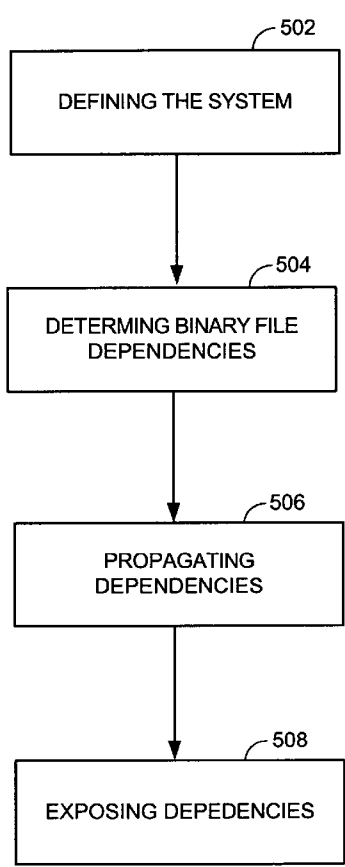 502
DEFINING THE SYSTEM
504
DETERMING BINARY FILE
DEPENDENCIES
506
PROPAGATING
DEPENDENCIES
508
EXPOSING DEPEDENCIES